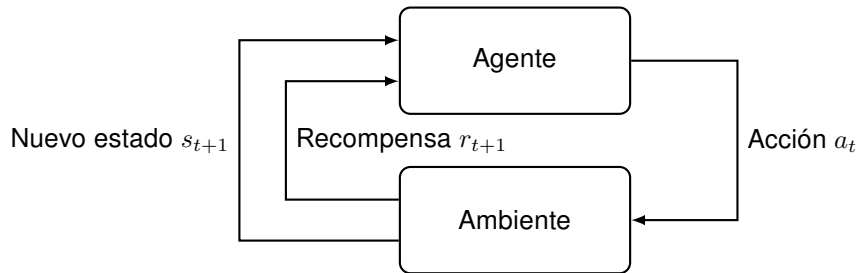 Agente
Nuevo estado s_{t+1}
Recompensa r_{t+1}
Acción a_t
Ambiente